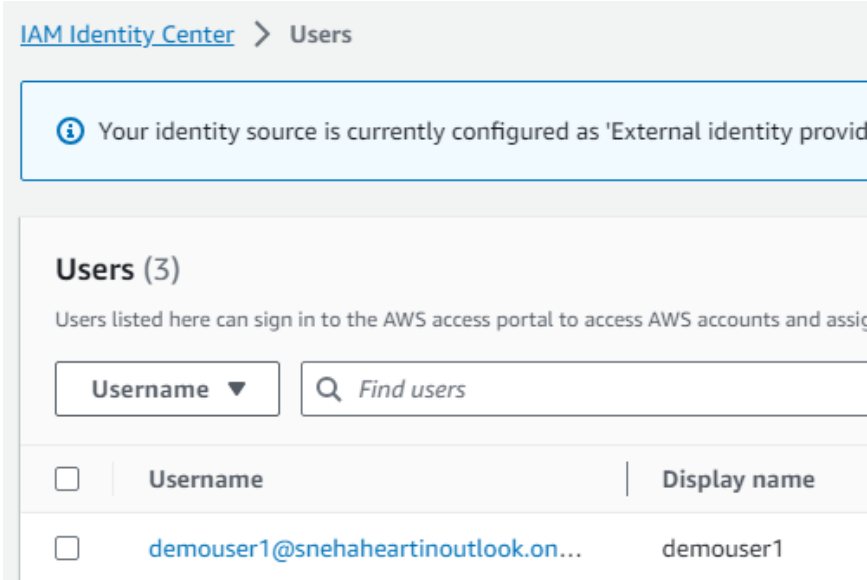 IAM Identity Center > Users
Your identity source is currently configured as 'External identity provid
Users (3)
Users listed here can sign in to the AWS access portal to access AWS accounts and assig
Username Find users
Username Display name
demouser1@snehaheartinoutlook.on... demouser1